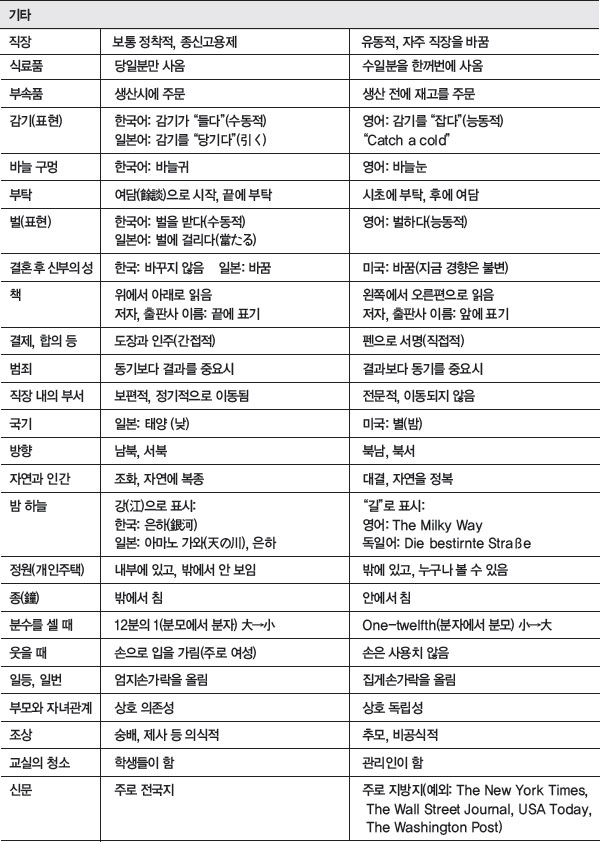 기타
직장 보통 정착적, 종신고용제 유동적, 자주 직장을 바꿈
식료품 당일분만 사옴 수일분을 한꺼번에 사옴
부속품 생산시에 주문 생산 전에 재고를 주문
감기(표현) 한국어: 감기가 “들다”(수동적) 영어: 감기를 “잡다”(능동적)
일본어: 감기를 “당기다”(引く) “Catch a cold”
바늘 구멍 한국어: 바늘귀 영어: 바늘눈
부탁 여담(餘談)으로 시작, 끝에 부탁 시초에 부탁, 후에 여담
벌(표현) 한국어: 벌을 받다(수동적) 영어: 벌하다(능동적)
일본어: 벌에 걸리다(當たる)
결혼 후 신부의 성 한국: 바꾸지 않음 일본: 바꿈 미국: 바꿈(지금 경향은 불변)
책 위에서 아래로 읽음 왼쪽에서 오른편으로 읽음
저자, 출판사 이름: 끝에 표기 저자, 출판사 이름: 앞에 표기
결제, 합의 등 도장과 인주(간접적) 펜으로 서명(직접적)
범죄 동기보다 결과를 중요시 결과보다 동기를 중요시
직장 내의 부서 보편적, 정기적으로 이동됨 전문적, 이동되지 않음
국기 일본: 태양 (낮) 미국: 별(밤)
방향 남북, 서북 북남, 북서
자연과 인간 조화, 자연에 복종 대결, 자연을 정복
밤 하늘 강(江)으로 표시: “길”로 표시:
한국: 은하(銀河) 영어: The Milky Way
일본: 아마노 가와(天の川), 은하 독일어: Die bestirnte Straße
정원(개인주택) 내부에 있고, 밖에서 안 보임 밖에 있고, 누구나 볼 수 있음
종(鐘) 밖에서 침 안에서 침
분수를 셀 때 12분의 1(분모에서 분자) 大→小 One-twelfth(분자에서 분모) 小→大
웃을 때 손으로 입을 가림(주로 여성) 손은 사용치 않음
일등, 일번 엄지손가락을 올림 집게손가락을 올림
부모와 자녀관계 상호 의존성 상호 독립성
조상 숭배, 제사 등 의식적 추모, 비공식적
교실의 청소 학생들이 함 관리인이 함
신문 주로 전국지 주로 지방지(예외: The New York Times,
The Wall Street Journal, USA Today,
The Washington Post)